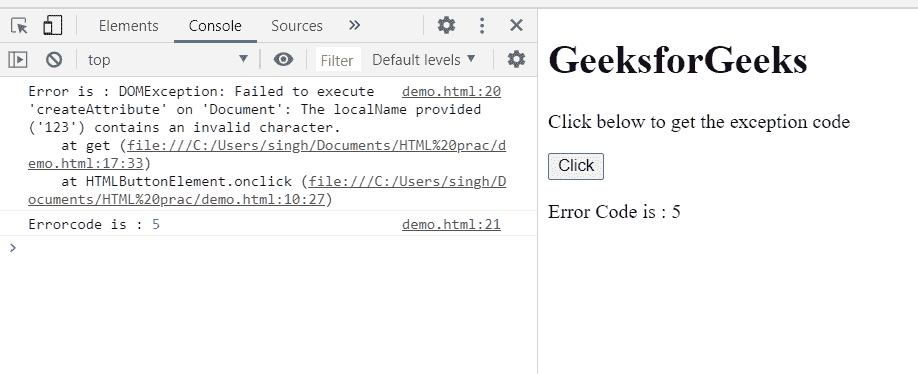 Elements Console Sources »
top ▼ Filter Default levels ▼
Error is : DOMException: Failed to execute demo.html:20
'createAttribute' on 'Document': The localName provided
('123') contains an invalid character.
at get (file:///C:/Users/singh/Documents/HTML%20prac/d
emo.html:17:33)
at HTMLButtonElement.onclick (file:///C:/Users/singh/D
ocuments/HTML%20prac/demo.html:10:27)
Errorcode is : 5 demo.html:21
>
GeeksforGeeks
Click below to get the exception code
Click
Error Code is : 5